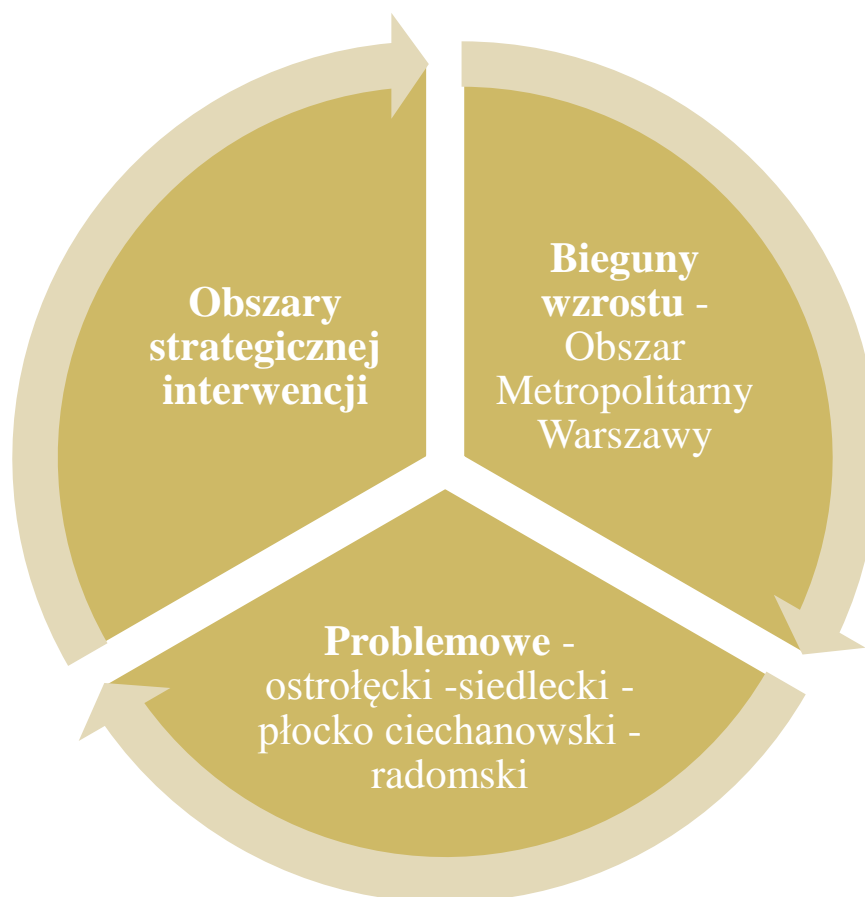 Obszary
strategicznej
interwencji
Bieguny
wzrostu -
Obszar
Metropolitarny
Warszawy
Problemowe -
ostrołęcki -siedlecki -
płocko ciechanowski -
radomski